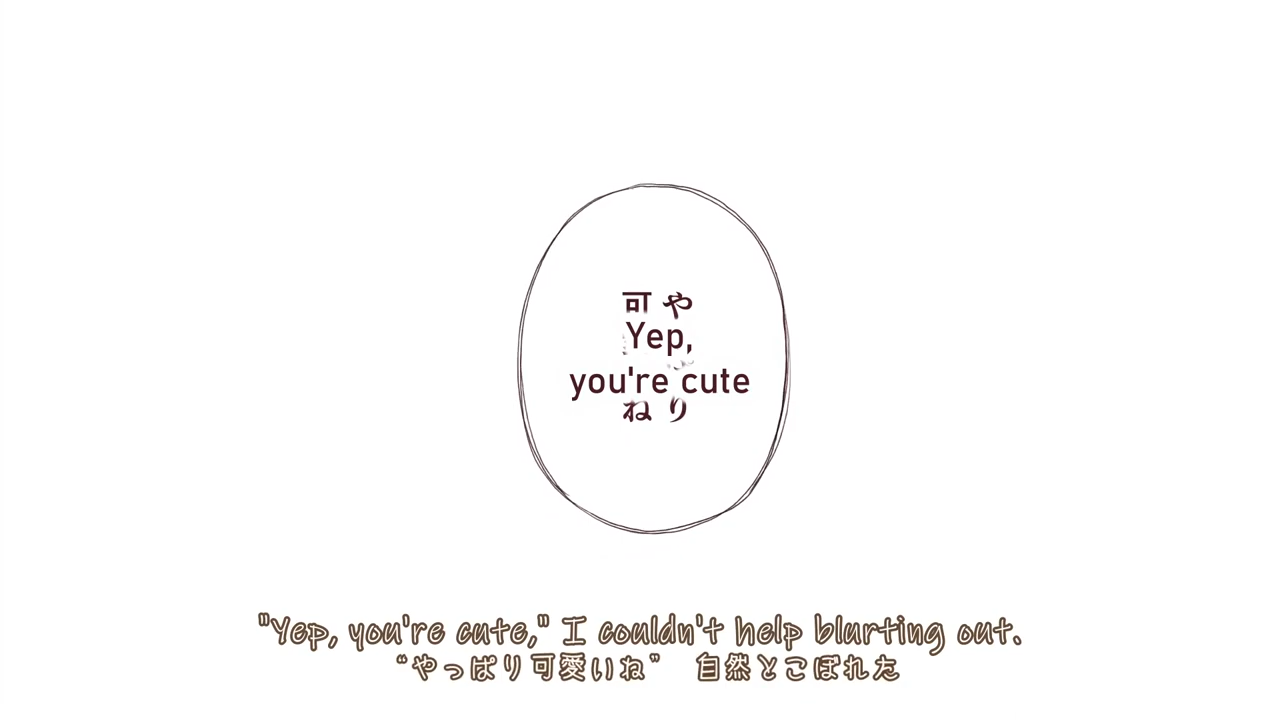 可や
Yep,
you're cute
ねり
"Yep, you're cute," I couldn't help blurting out.
“やっぱり可愛いね” 自然とこぼれた